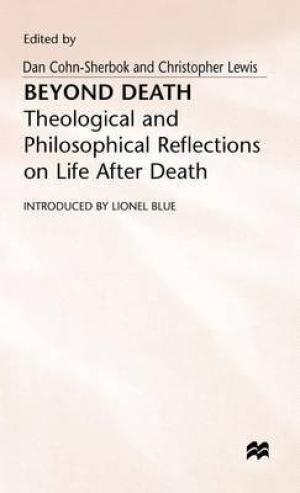 Edited by
Dan Cohn-Sherbok and Christopher Lewis
BEYOND DEATH
Theological and
Philosophical Reflections
on Life After Death
INTRODUCED BY LIONEL BLUE